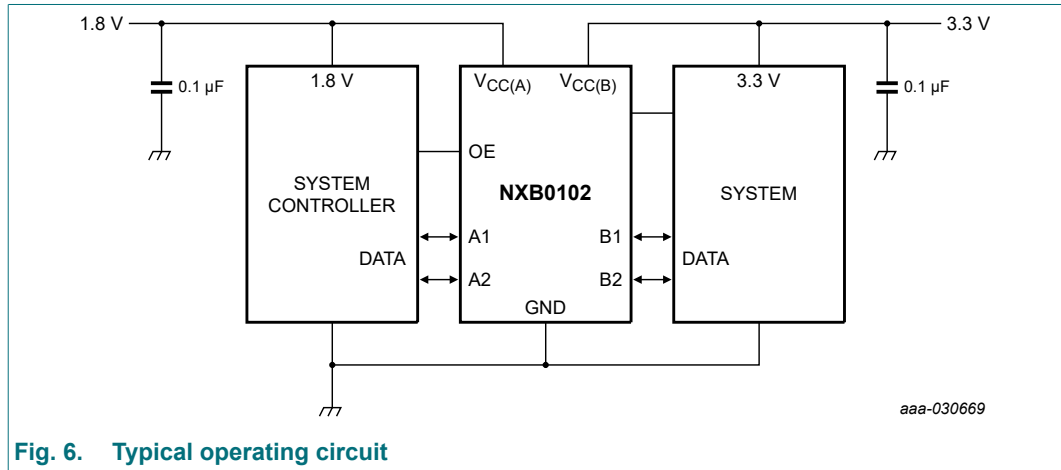 1.8 V
3.3 V
0.1 µF
1.8 V
VCC(A)
VCC(B)
3.3 V
0.1 µF
OE
SYSTEM
CONTROLLER
NXB0102
SYSTEM
A1
B1
DATA
DATA
A2
B2
GND
aaa-030669
Fig. 6. Typical operating circuit